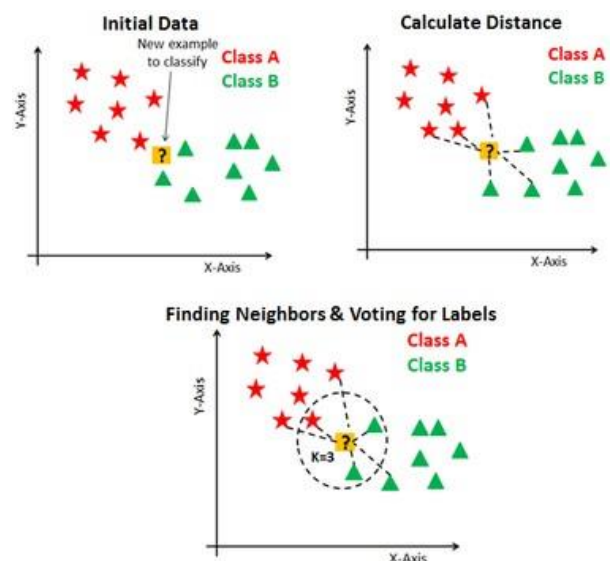 Initial Data
New example
to classify
Class A
Class B
?
Y-Axis
X-Axis
Calculate Distance
Class A
Class B
?
Y-Axis
X-Axis
Finding Neighbors & Voting for Labels
Class A
Class B
?
K=3
Y-Axis
X-Axis